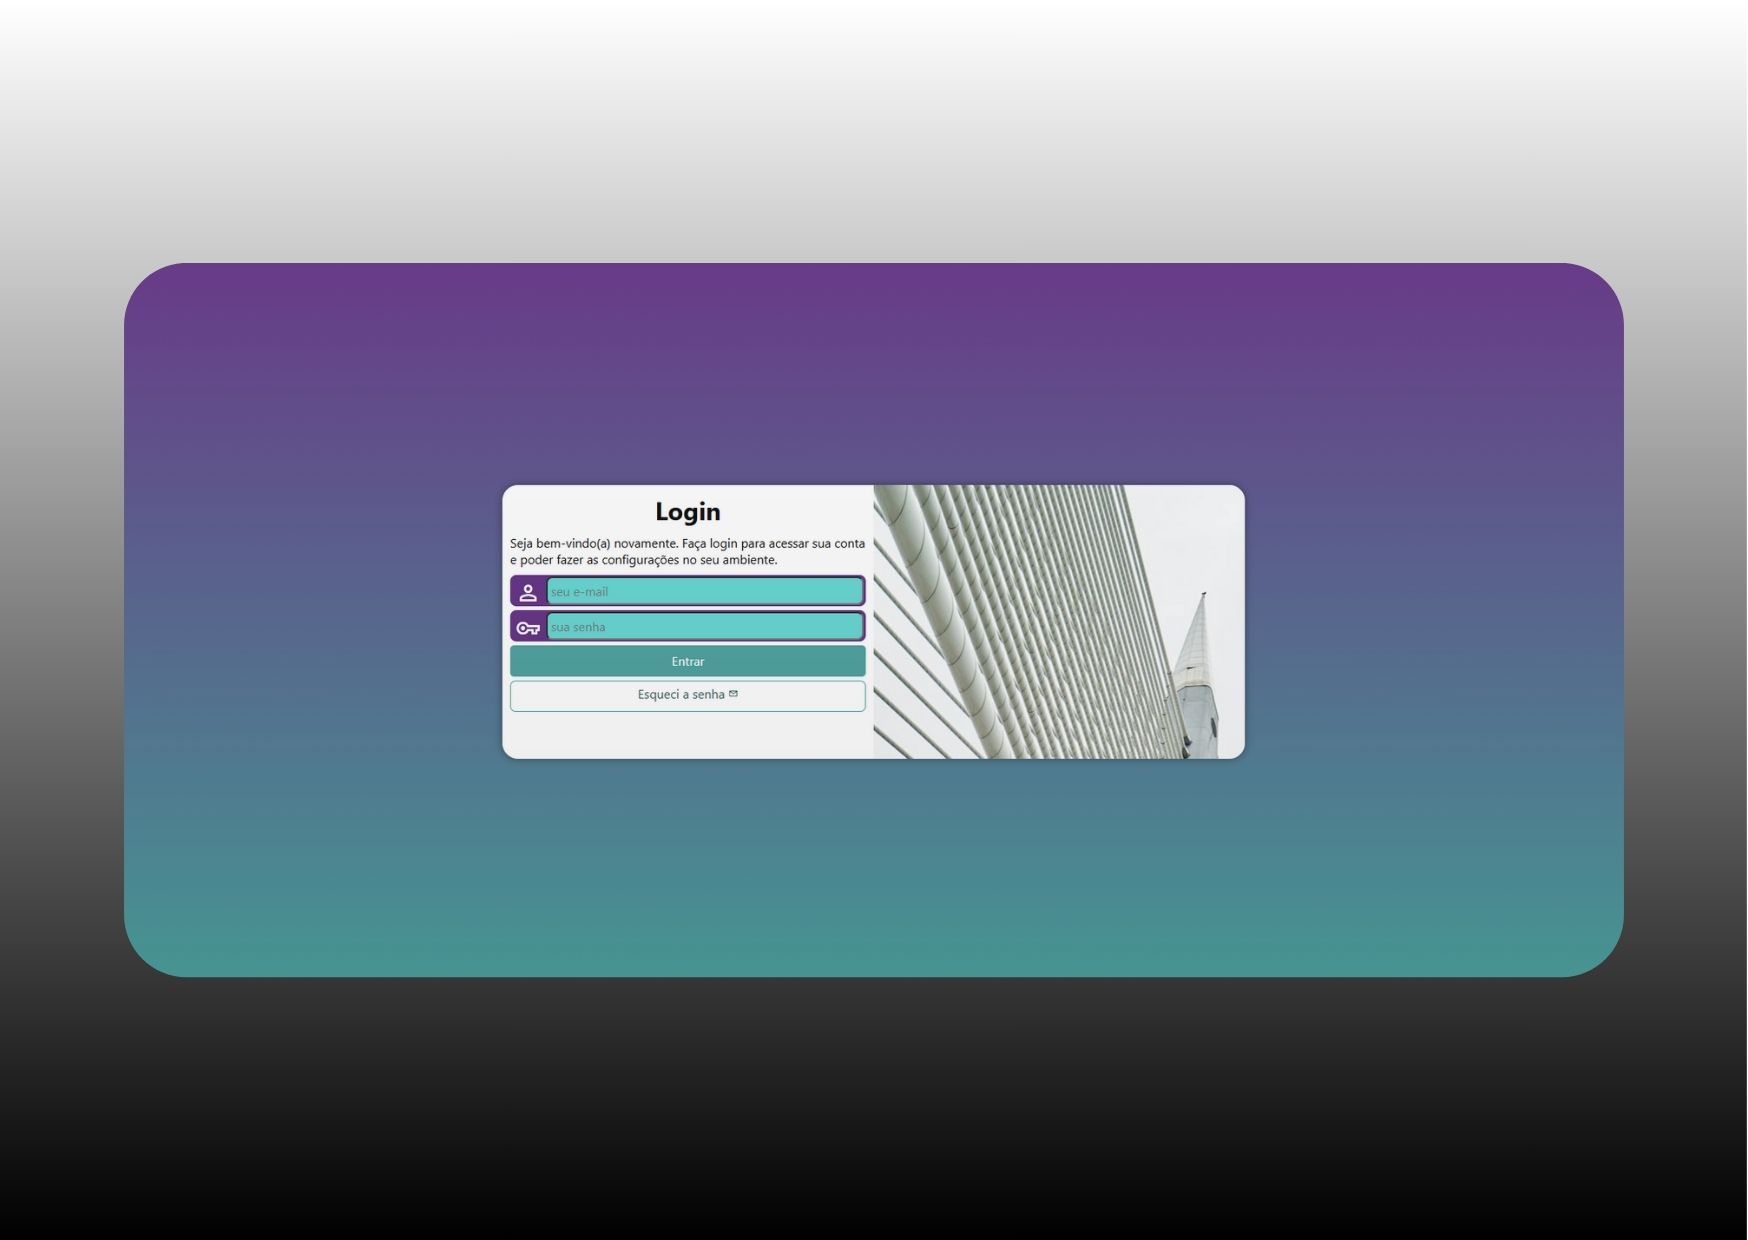 Login
Seja bem-vindo(a) novamente. Faça login para acessar sua conta
e poder fazer as configurações no seu ambiente.
seu e-mail
sua senha
Entrar
Esqueci a senha